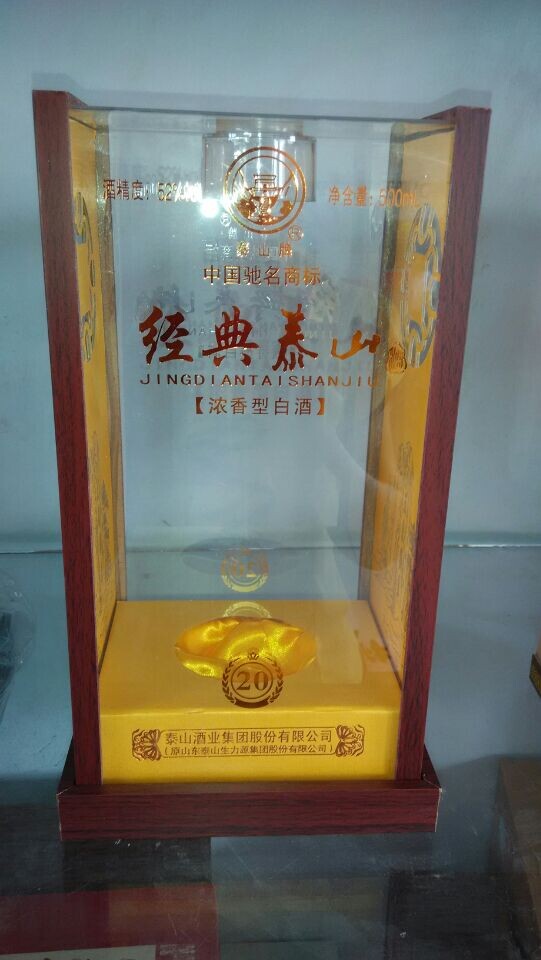 酒精度：52%vol
净含量：500mL
泰山牌
中国驰名商标
经典泰山
JINGDIANTAISHANJIU
【浓香型白酒】
20
泰山酒业集团股份有限公司
（原山东泰山生力源集团股份有限公司）